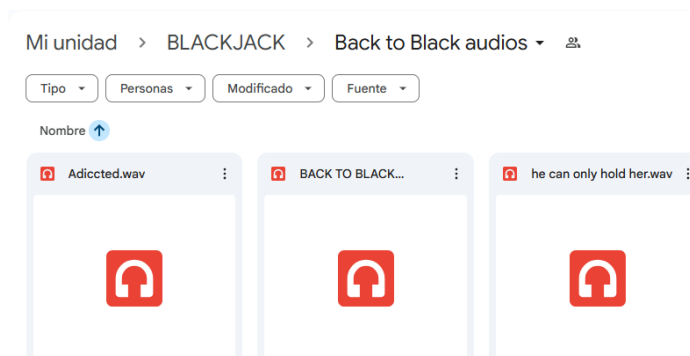 Mi unidad > BLACKJACK > Back to Black audios
Tipo Personas Modificado Fuente
Nombre
Adiccted.wav BACK TO BLACK... he can only hold her.wav